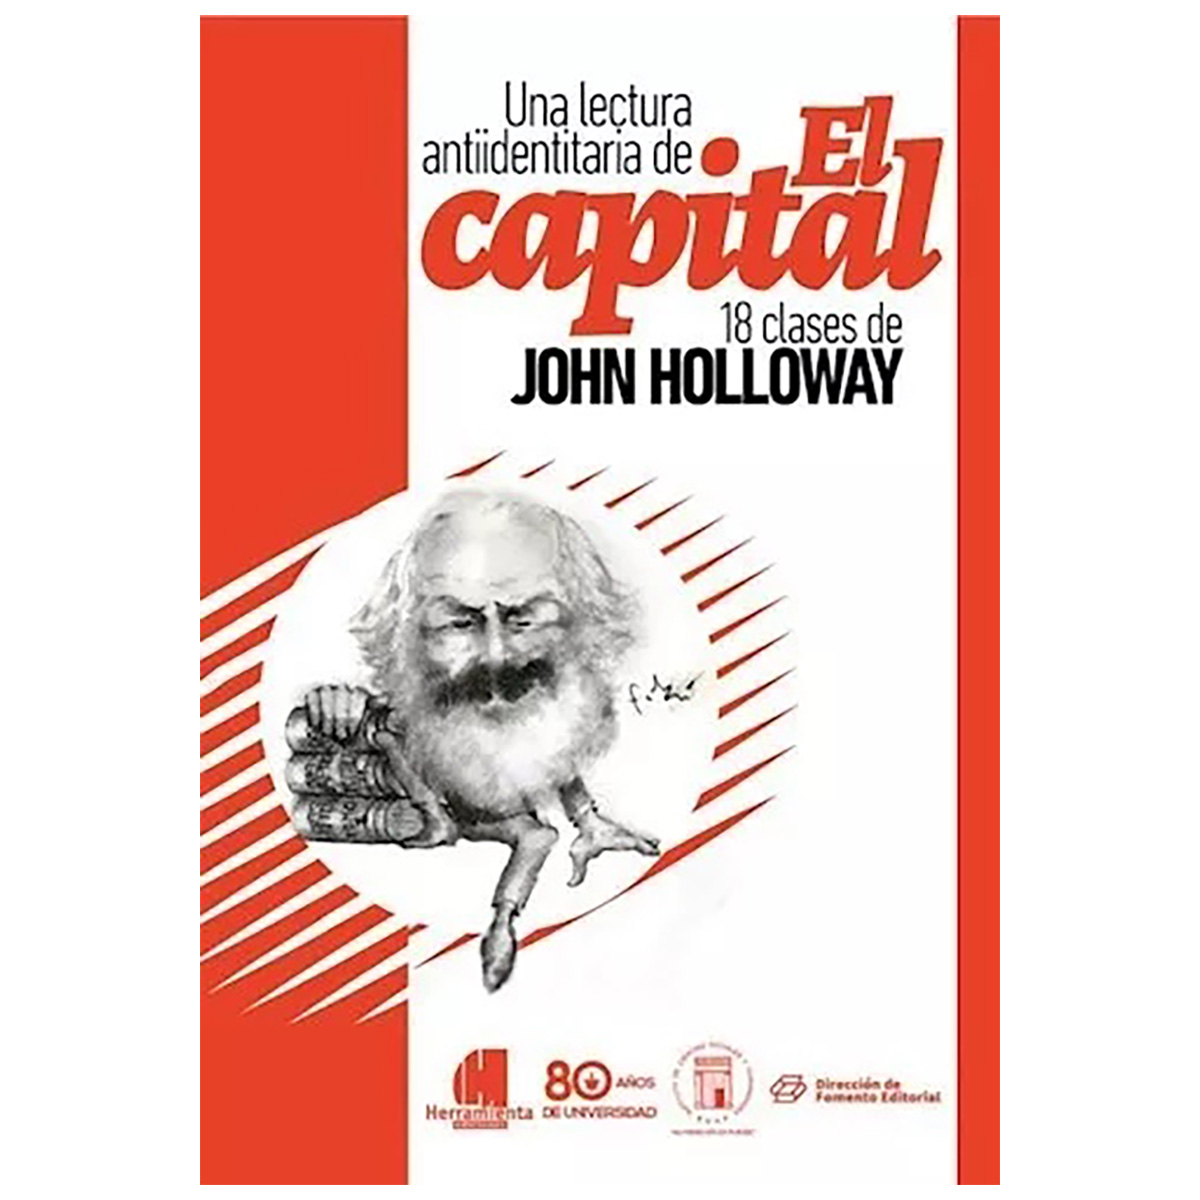 Una lectura
antiidentitaria de
El
capital
18 clases de
JOHN HOLLOWAY
Herramienta
80 AÑOS
DE UNIVERSIDAD
Dirección de
Fomento Editorial